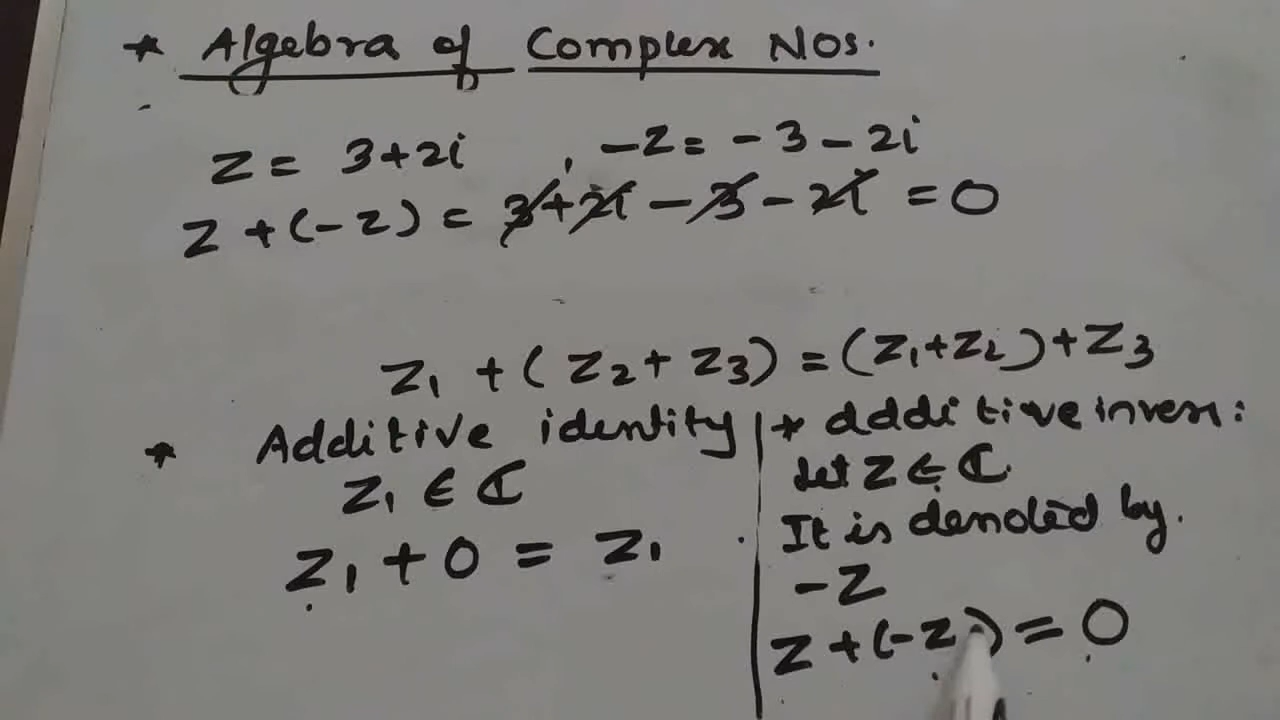 * Algebra of Complex Nos.
z = 3+2i , -z = -3-2i
z+(-z) = 3+2i-3-2i = 0
z₁ + (z₂ + z₃) = (z₁+z₂)+z₃
* Additive identity
z₁ ∈ ℂ
z₁ + 0 = z₁
* additive inverse:
Let z ∈ ℂ.
It is denoted by.
-z
z+(-z) = 0